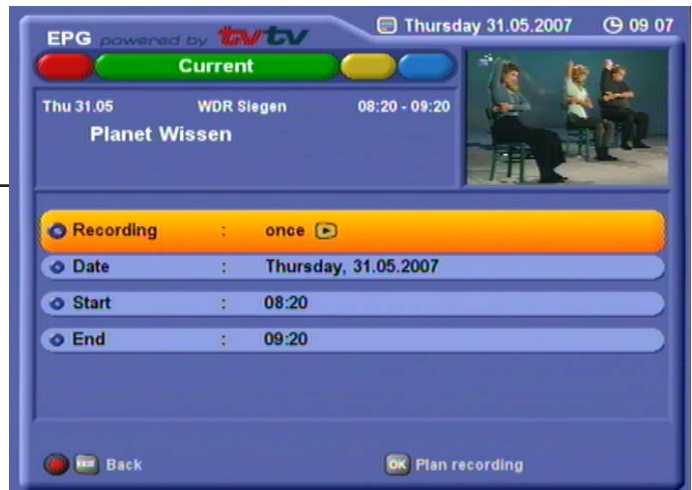 EPG powered by tvtv
Thursday 31.05.2007 09 07
Current
Thu 31.05 WDR Siegen 08:20 - 09:20
Planet Wissen
Recording : once
Date : Thursday, 31.05.2007
Start : 08:20
End : 09:20
EXIT Back
OK Plan recording